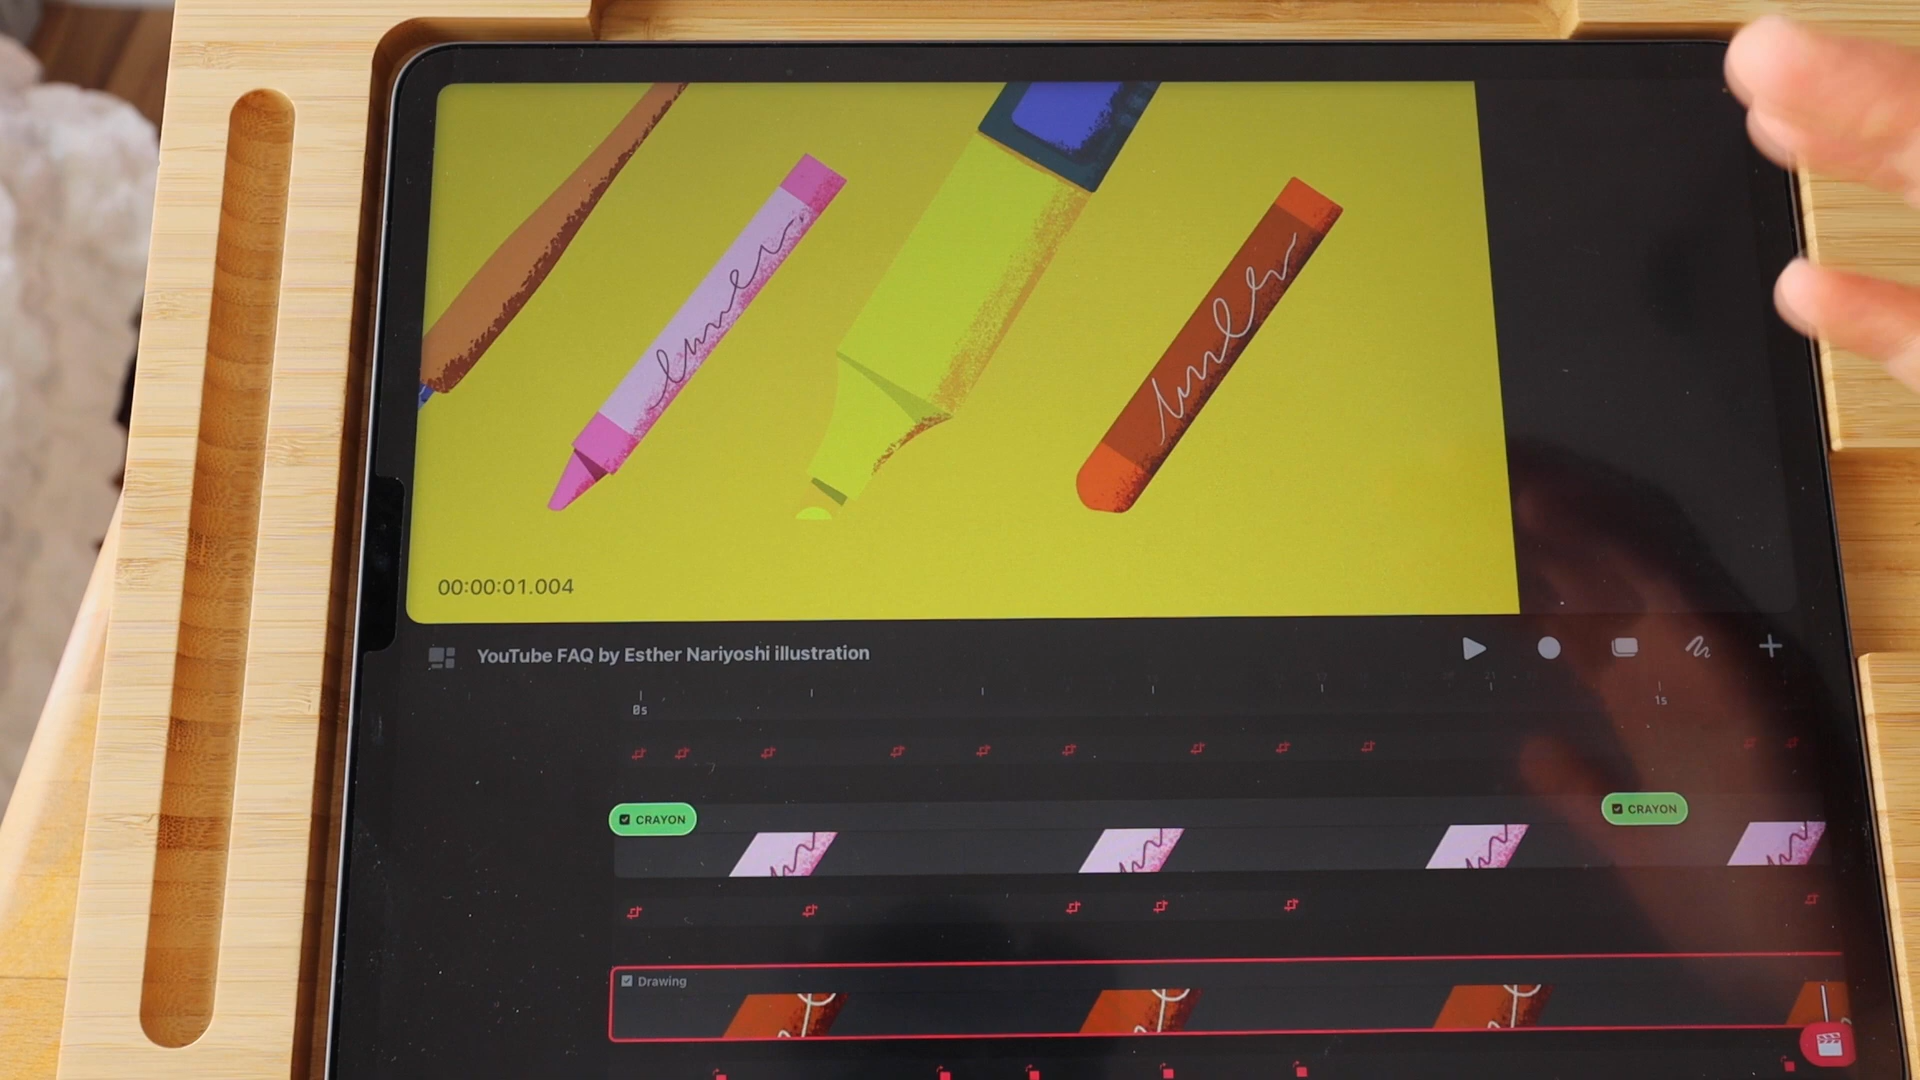 00:00:01.004
YouTube FAQ by Esther Nariyoshi illustration
0s
1s
CRAYON
CRAYON
Drawing